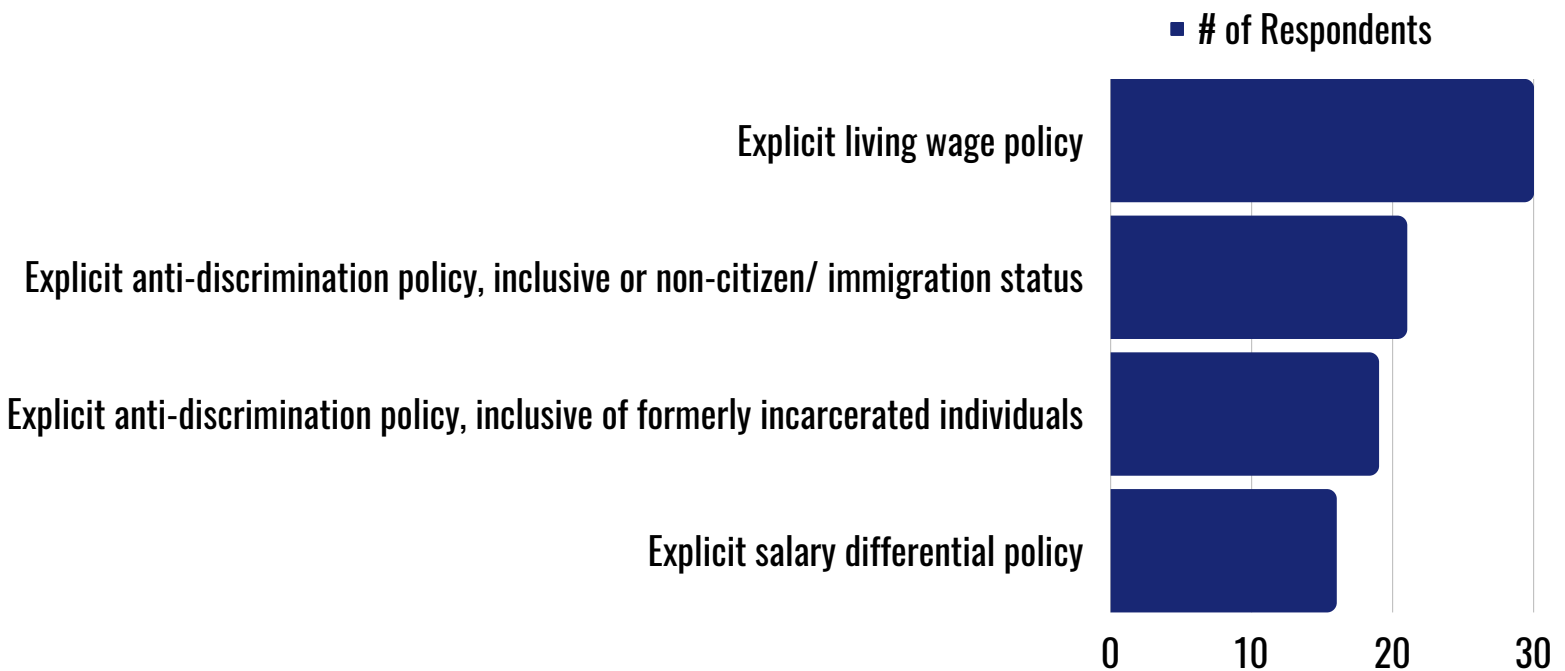 # of Respondents
Explicit living wage policy
Explicit anti-discrimination policy, inclusive or non-citizen/ immigration status
Explicit anti-discrimination policy, inclusive of formerly incarcerated individuals
Explicit salary differential policy
0 10 20 30